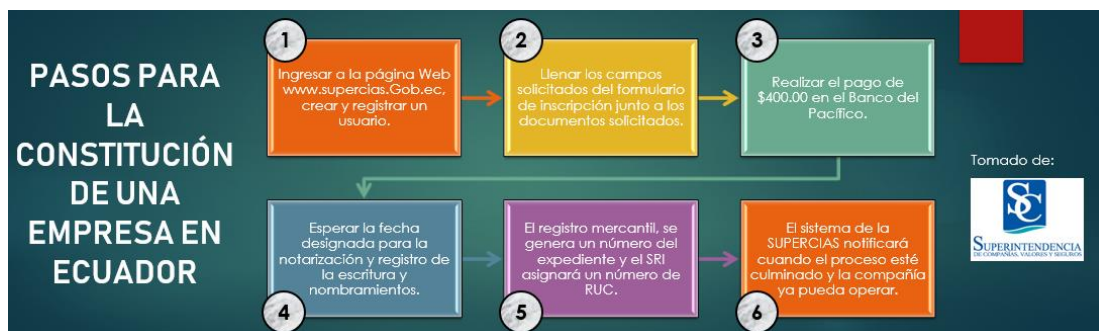 PASOS PARA
LA
CONSTITUCIÓN
DE UNA
EMPRESA EN
ECUADOR
1
Ingresar a la página Web
www.supercias.Gob.ec,
crear y registrar un
usuario.
2
Llenar los campos
solicitados del formulario
de inscripción junto a los
documentos solicitados.
3
Realizar el pago de
$400.00 en el Banco del
Pacífico.
4
Esperar la fecha
designada para la
notarización y registro de
la escritura y
nombramientos.
5
El registro mercantil, se
genera un número del
expediente y el SRI
asignará un número de
RUC.
6
El sistema de la
SUPERCIAS notificará
cuando el proceso esté
culminado y la compañía
ya pueda operar.
Tomado de:
SC
SUPERINTENDENCIA
DE COMPAÑÍAS, VALORES Y SEGUROS